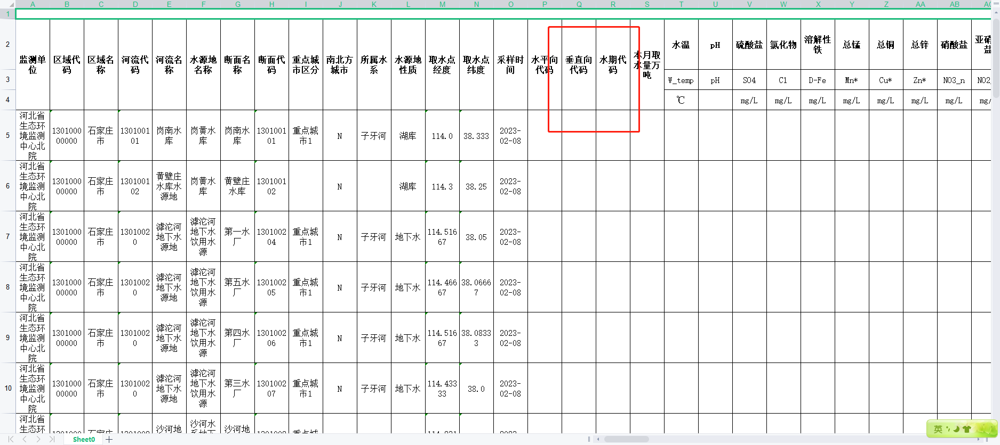 A B C D E F G H I J K L M N O P Q R S T U V W X Y Z AA AB AC
1
2 监测单位 区域代码 区域名称 河流代码 河流名称 水源地名称 断面名称 断面代码 重点城市区分 南北方城市 所属水系 水源地性质 取水点经度 取水点纬度 采样时间 水平向代码 垂直向代码 水期代码 本月取水量万吨 水温 pH 硫酸盐 氯化物 溶解性铁 总锰 总铜 总锌 硝酸盐 亚硝盐
3 W_temp pH SO4 Cl D-Fe Mn* Cu* Zn* NO3_n NO2_
4 ℃ mg/L mg/L mg/L mg/L mg/L mg/L mg/L mg/
5 河北省生态环境监测中心北院 130100000000 石家庄市 130100101 岗南水库 岗黄水库 岗南水库 130100101 重点城市1 N 子牙河 湖库 114.0 38.333 2023-02-08
6 河北省生态环境监测中心北院 130100000000 石家庄市 130100102 黄壁庄水库水源地 岗黄水库 黄壁庄水库 130100102 N 湖库 114.3 38.25 2023-02-08
7 河北省生态环境监测中心北院 130100000000 石家庄市 13010020 滹沱河地下水源地 滹沱河地下水饮用水源 第一水厂 130100204 重点城市1 N 子牙河 地下水 114.51667 38.05 2023-02-08
8 河北省生态环境监测中心北院 130100000000 石家庄市 13010020 滹沱河地下水源地 滹沱河地下水饮用水源 第五水厂 130100205 重点城市1 N 子牙河 地下水 114.46667 38.06667 2023-02-08
9 河北省生态环境监测中心北院 130100000000 石家庄市 13010020 滹沱河地下水源地 滹沱河地下水饮用水源 第四水厂 130100206 重点城市1 N 子牙河 地下水 114.51667 38.08333 2023-02-08
10 河北省生态环境监测中心北院 130100000000 石家庄市 13010020 滹沱河地下水源地 滹沱河地下水饮用水源 第三水厂 130100207 重点城市1 N 子牙河 地下水 114.43333 38.0 2023-02-08
河北省生态环 沙河地 沙河水 沙河地
Sheet0
英